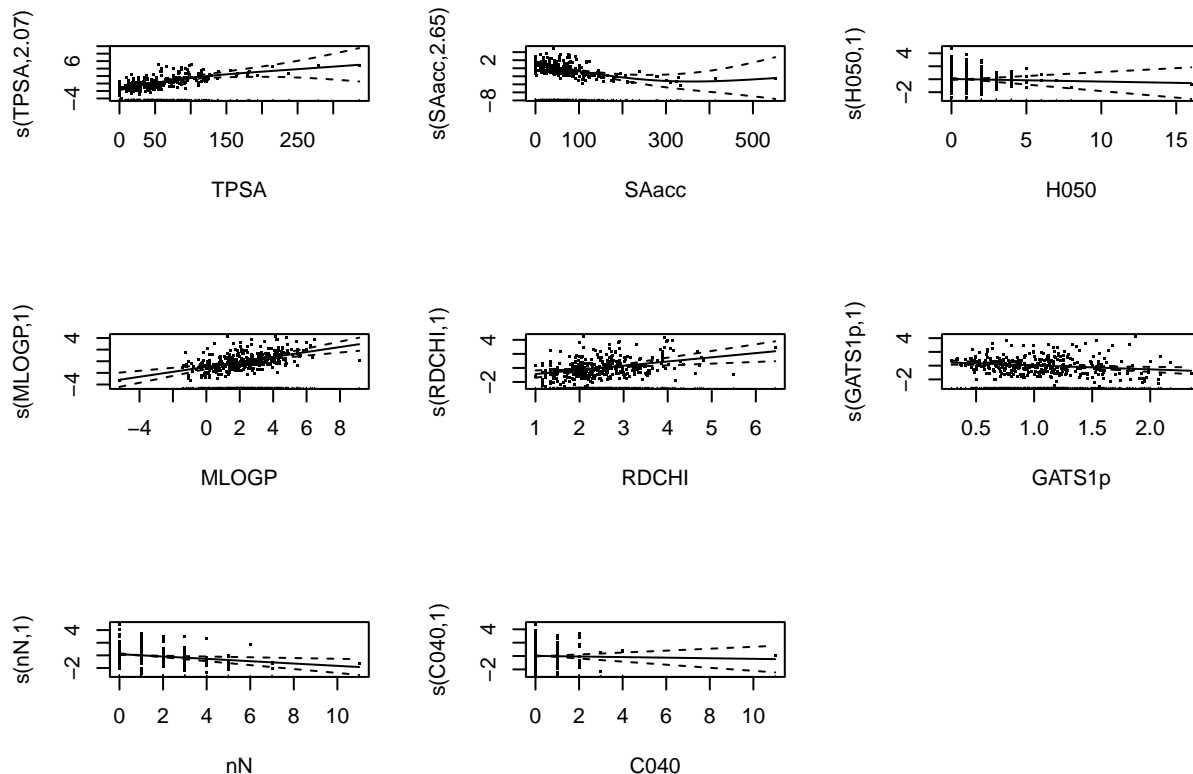 s(TPSA,2.07)
6
−4
0 50 150 250
TPSA
s(SAacc,2.65)
2
−8
0 100 300 500
SAacc
s(H050,1)
4
−2
0 5 10 15
H050
s(MLOGP,1)
4
−4
−4 0 2 4 6 8
MLOGP
s(RDCHI,1)
4
−2
1 2 3 4 5 6
RDCHI
s(GATS1p,1)
4
−2
0.5 1.0 1.5 2.0
GATS1p
s(nN,1)
4
−2
0 2 4 6 8 10
nN
s(C040,1)
4
−2
0 2 4 6 8 10
C040